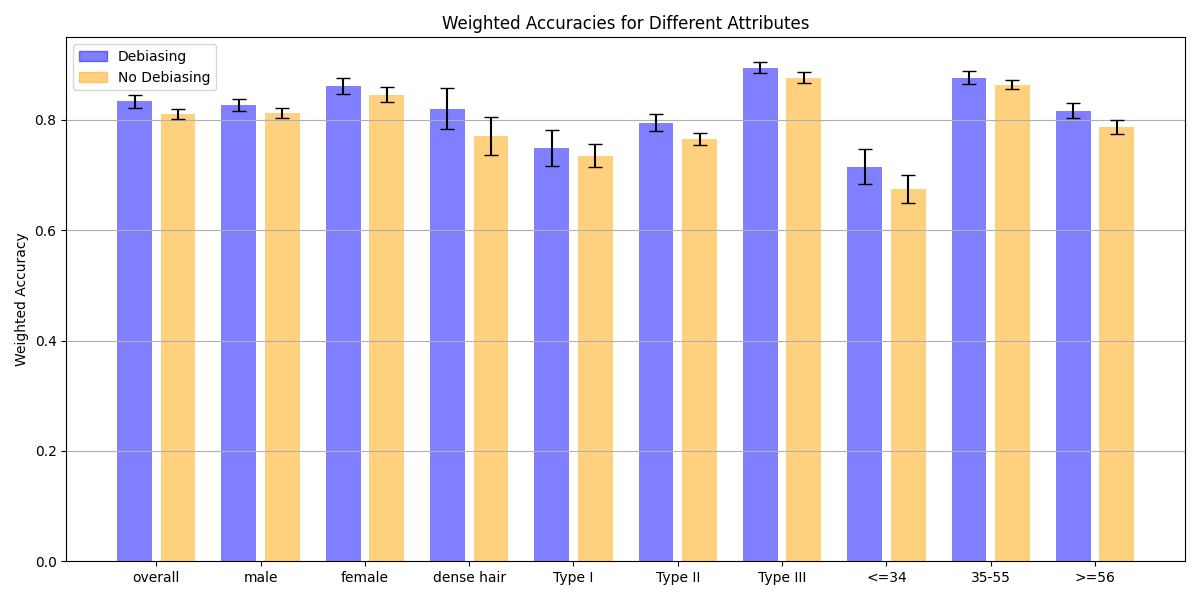 Weighted Accuracies for Different Attributes
Debiasing
No Debiasing
Weighted Accuracy
0.8
0.6
0.4
0.2
0.0
overall male female dense hair Type I Type II Type III <=34 35-55 >=56